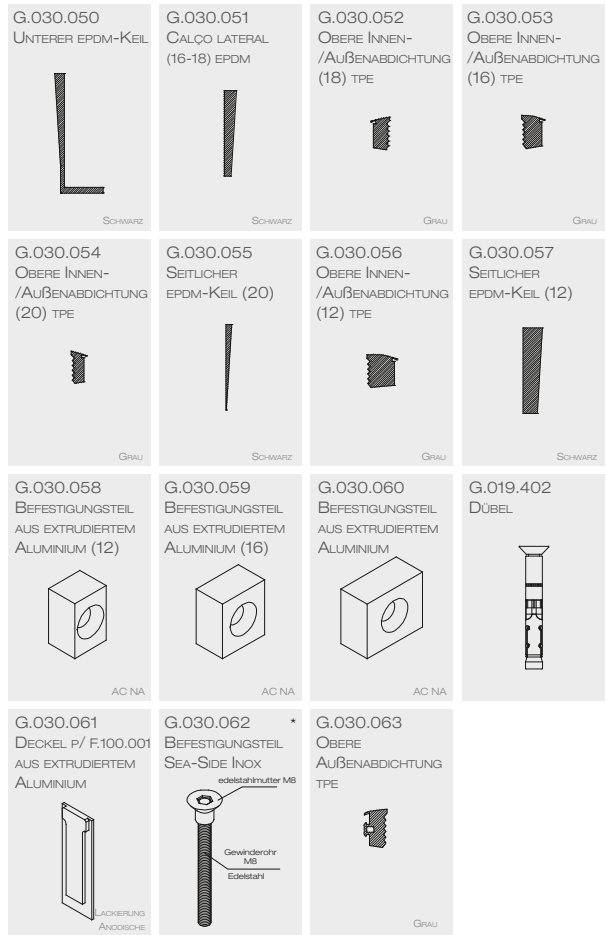 G.030.050
Unterer epdm-Keil
Schwarz
G.030.051
Calço lateral
(16-18) epdm
Schwarz
G.030.052
Obere Innen-
/Außenabdichtung
(18) tpe
Grau
G.030.053
Obere Innen-
/Außenabdichtung
(16) tpe
Grau
G.030.054
Obere Innen-
/Außenabdichtung
(20) tpe
Grau
G.030.055
Seitlicher
epdm-Keil (20)
Schwarz
G.030.056
Obere Innen-
/Außenabdichtung
(12) tpe
Grau
G.030.057
Seitlicher
epdm-Keil (12)
Schwarz
G.030.058
Befestigungsteil
aus extrudiertem
Aluminium (12)
AC NA
G.030.059
Befestigungsteil
aus extrudiertem
Aluminium (16)
AC NA
G.030.060
Befestigungsteil
aus extrudiertem
Aluminium
AC NA
G.019.402
Dübel
G.030.061
Deckel p/ F.100.001
aus extrudiertem
Aluminium
Lackierung
Anodische
G.030.062 *
Befestigungsteil
Sea-Side Inox
edelstahlmutter M8
Gewinderohr
M8
Edelstahl
G.030.063
Obere
Außenabdichtung
tpe
Grau